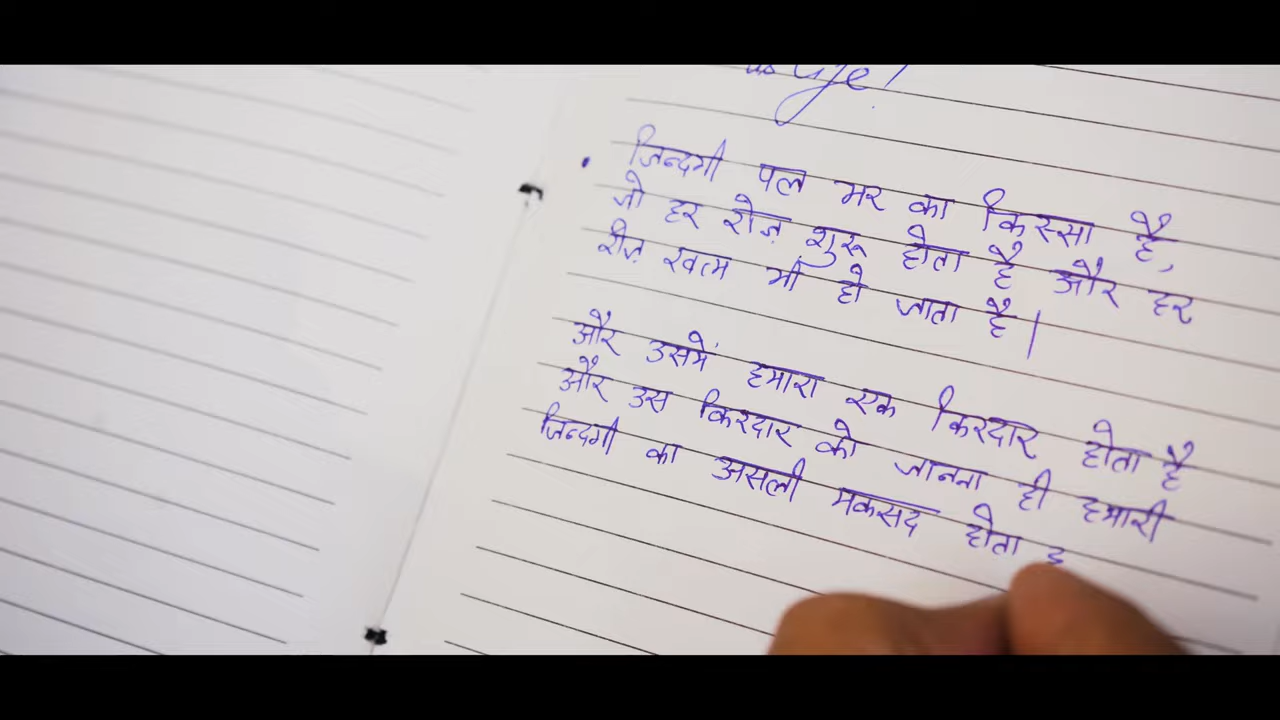 life!
जिन्दगी पल भर का किस्सा है,
जो हर रोज़ शुरू होता है और हर
रोज़ खत्म भी हो जाता है।
और उसमें हमारा एक किरदार होता है
और उस किरदार को जानना ही हमारी
जिन्दगी का असली मकसद होता